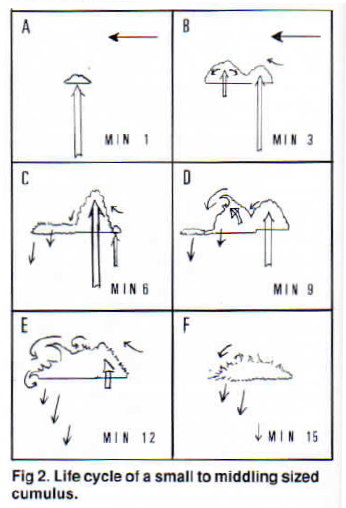 A
B
MIN 1
MIN 3
C
D
MIN 6
MIN 9
E
F
MIN 12
MIN 15
Fig 2. Life cycle of a small to middling sized
cumulus.